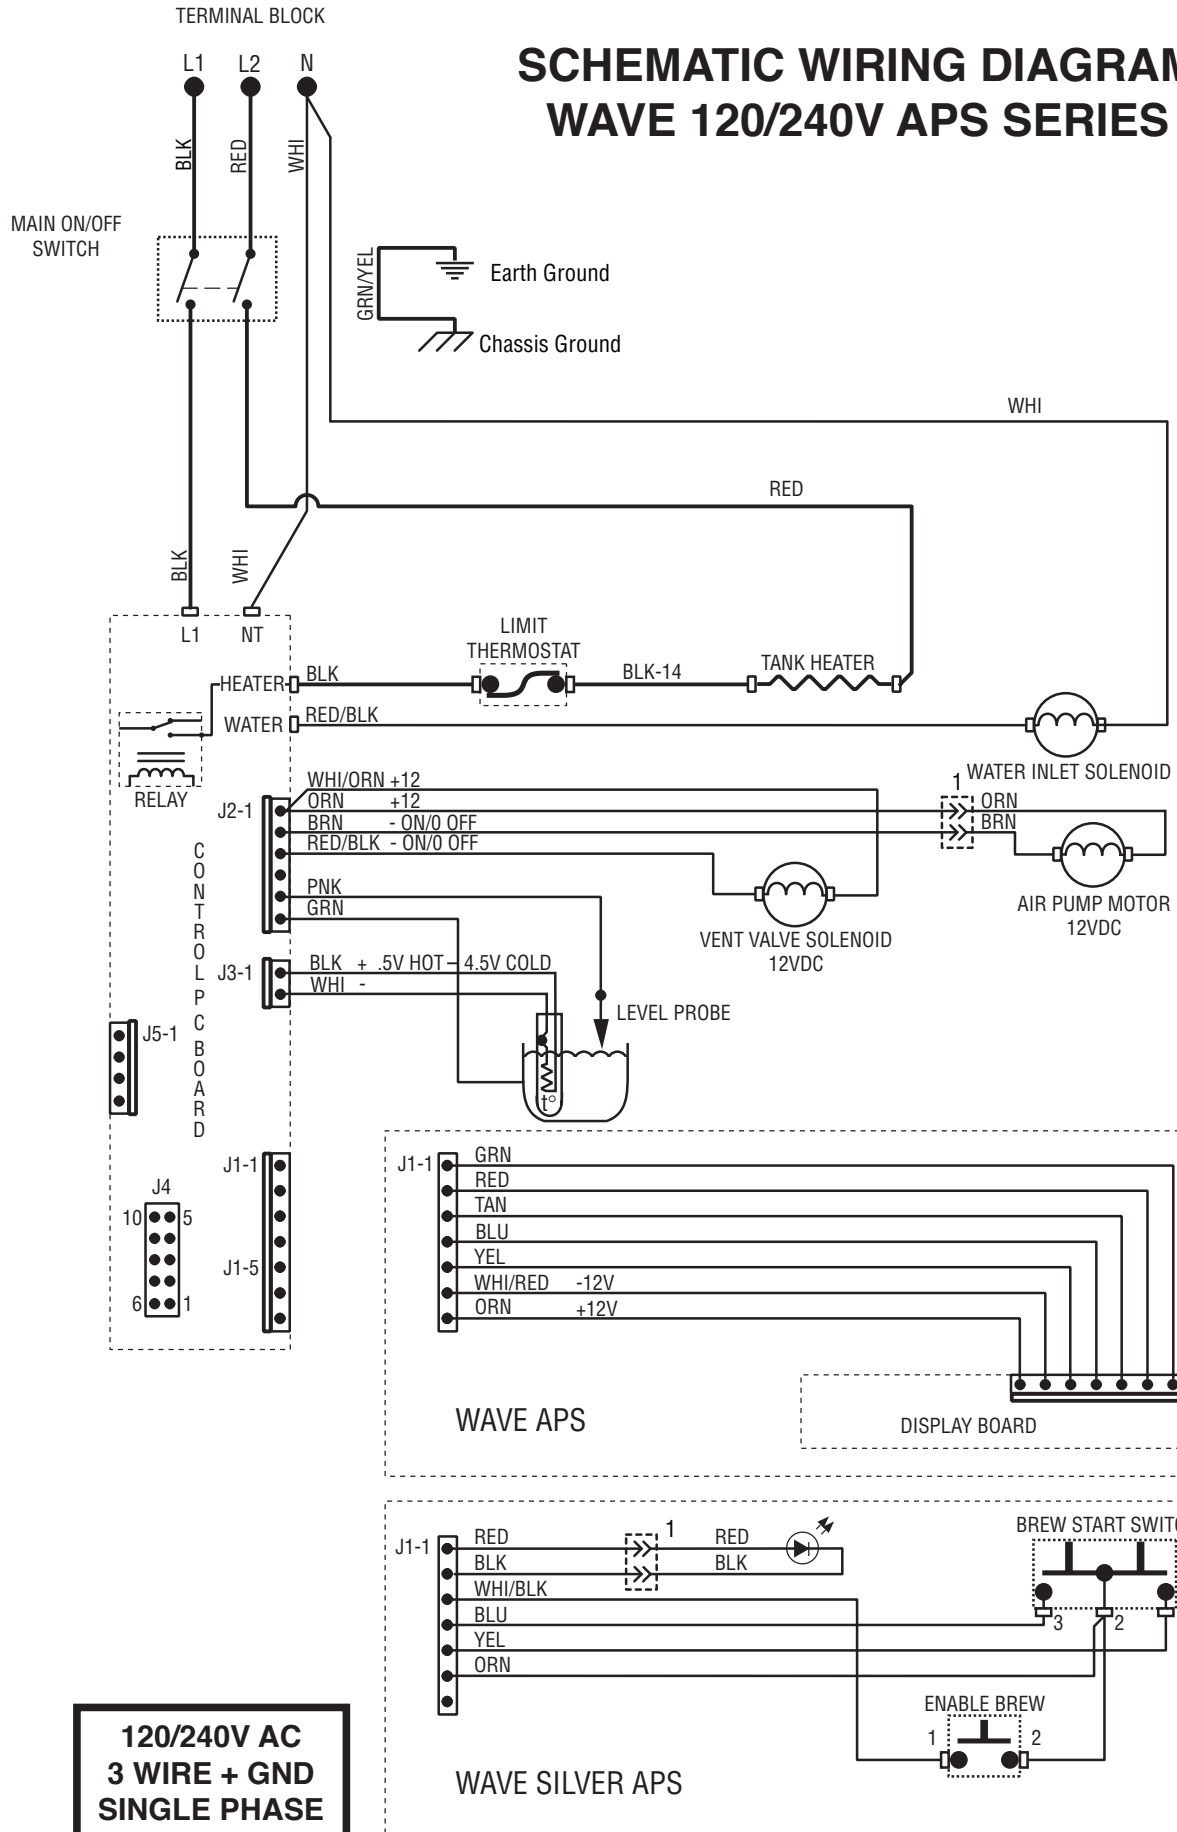 TERMINAL BLOCK
L1 L2 N
SCHEMATIC WIRING DIAGRAM
WAVE 120/240V APS SERIES
BLK RED WHI
MAIN ON/OFF
SWITCH
GRN/YEL
Earth Ground
Chassis Ground
WHI
RED
BLK WHI
L1 NT
LIMIT
THERMOSTAT
HEATER BLK BLK-14 TANK HEATER
WATER RED/BLK
WATER INLET SOLENOID
RELAY
WHI/ORN +12
J2-1 ORN +12 1 ORN
BRN - ON/0 OFF BRN
RED/BLK - ON/0 OFF
PNK
GRN
AIR PUMP MOTOR
12VDC
VENT VALVE SOLENOID
12VDC
CONTROL PC BOARD
J3-1 BLK + .5V HOT – 4.5V COLD
WHI -
LEVEL PROBE
J5-1
t°
J1-1
J4
10 5
6 1
J1-5
J1-1 GRN
RED
TAN
BLU
YEL
WHI/RED -12V
ORN +12V
WAVE APS
DISPLAY BOARD
J1-1 RED 1 RED
BLK BLK
WHI/BLK
BLU
YEL
ORN
BREW START SWITC
3 2
ENABLE BREW
1 2
WAVE SILVER APS
120/240V AC
3 WIRE + GND
SINGLE PHASE